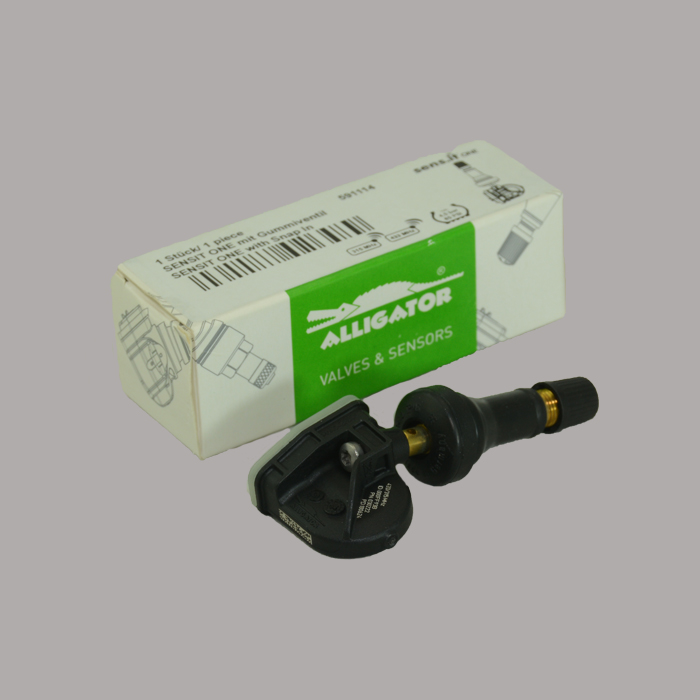 sens.it ONE
591114
1 Stück/ 1 piece
SENSIT ONE mit Gummiventil
SENSIT ONE with Snap in
315 MHz
433 MHz
ALLIGATOR
®
VALVES & SENSORS